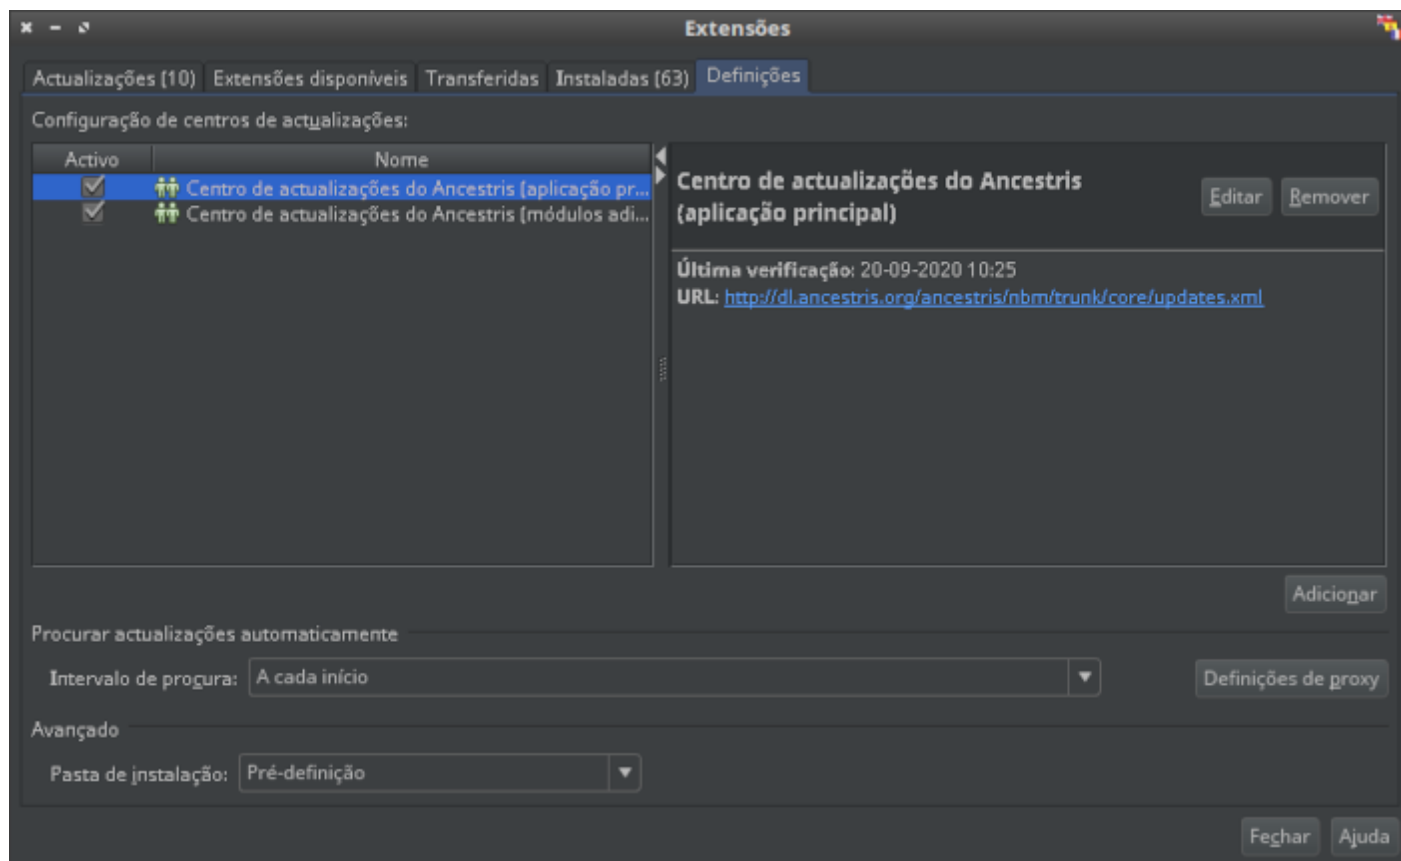 Extensões
Actualizações (10) Extensões disponíveis Transferidas Instaladas (63) Definições
Configuração de centros de actualizações:
Activo Nome
Centro de actualizações do Ancestris (aplicação pr...
Centro de actualizações do Ancestris (módulos adi...
Centro de actualizações do Ancestris
(aplicação principal)
Editar Remover
Última verificação: 20-09-2020 10:25
URL: http://dl.ancestris.org/ancestris/nbm/trunk/core/updates.xml
Adicionar
Procurar actualizações automaticamente
Intervalo de procura: A cada início Definições de proxy
Avançado
Pasta de instalação: Pré-definição
Fechar Ajuda